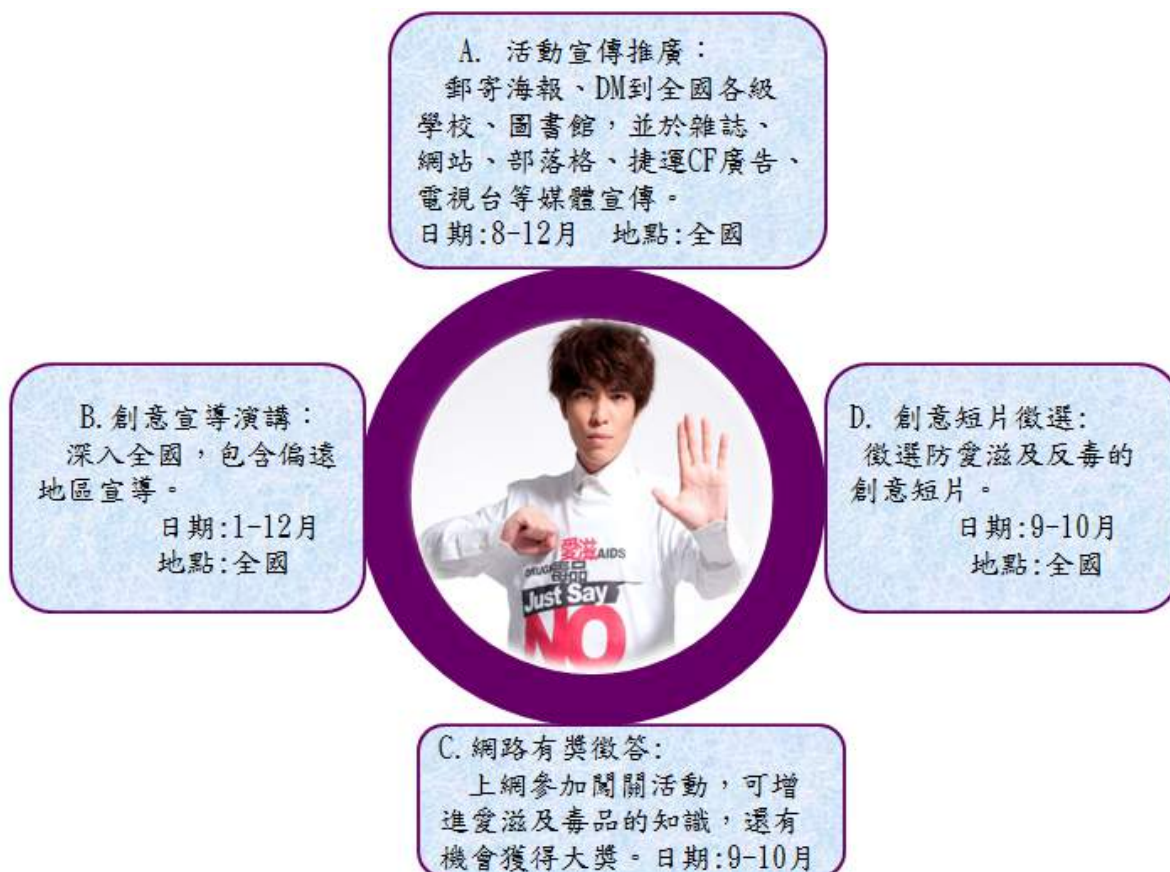 A. 活動宣傳推廣：
郵寄海報、DM到全國各級
學校、圖書館，並於雜誌、
網站、部落格、捷運CF廣告、
電視台等媒體宣傳。
日期:8-12月 地點:全國
B.創意宣導演講：
深入全國，包含偏遠
地區宣導。
日期:1-12月
地點:全國
愛滋AIDS
DRUGS毒品
Just Say
NO
D. 創意短片徵選:
徵選防愛滋及反毒的
創意短片。
日期:9-10月
地點:全國
C.網路有獎徵答:
上網參加闖關活動，可增
進愛滋及毒品的知識，還有
機會獲得大獎。日期:9-10月